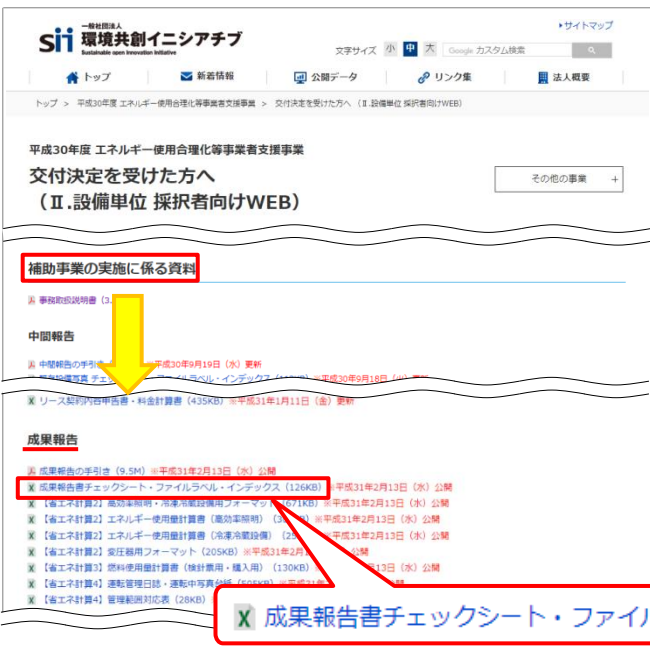 一般社団法人
sii 環境共創イニシアチブ
Sustainable open Innovation Initiative
▶サイトマップ
文字サイズ 小 中 大 Google カスタム検索
トップ 新着情報 公開データ リンク集 法人概要
トップ > 平成30年度 エネルギー使用合理化等事業者支援事業 > 交付決定を受けた方へ（Ⅱ.設備単位 採択者向けWEB）
平成30年度 エネルギー使用合理化等事業者支援事業
交付決定を受けた方へ
（Ⅱ.設備単位 採択者向けWEB）
その他の事業 +
補助事業の実施に係る資料
事務取扱説明書（3.
中間報告
中間報告の手引き ※平成30年9月19日（水）更新
リース契約内容申告書・料金計算書（435KB）※平成31年1月11日（金）更新
成果報告
成果報告の手引き（9.5M）※平成31年2月13日（水）公開
成果報告書チェックシート・ファイルラベル・インデックス（126KB）※平成31年2月13日（水）公開
【省エネ計算2】高効率照明・冷凍冷蔵設備用フォーマット（671KB）※平成31年2月13日（水）公開
【省エネ計算2】エネルギー使用量計算書（高効率照明） ※平成31年2月13日（水）公開
【省エネ計算2】エネルギー使用量計算書（冷凍冷蔵設備） 平成31年2月13日（水）公開
【省エネ計算2】変圧器用フォーマット（205KB）※平成31年2月 公開
【省エネ計算3】燃料使用量計算書（検針票用・購入用）（130KB） 13日（水）公開
【省エネ計算4】運転管理日誌・運転中写真台紙（505KB）
【省エネ計算4】管理範囲対応表（28KB）
成果報告書チェックシート・ファイル